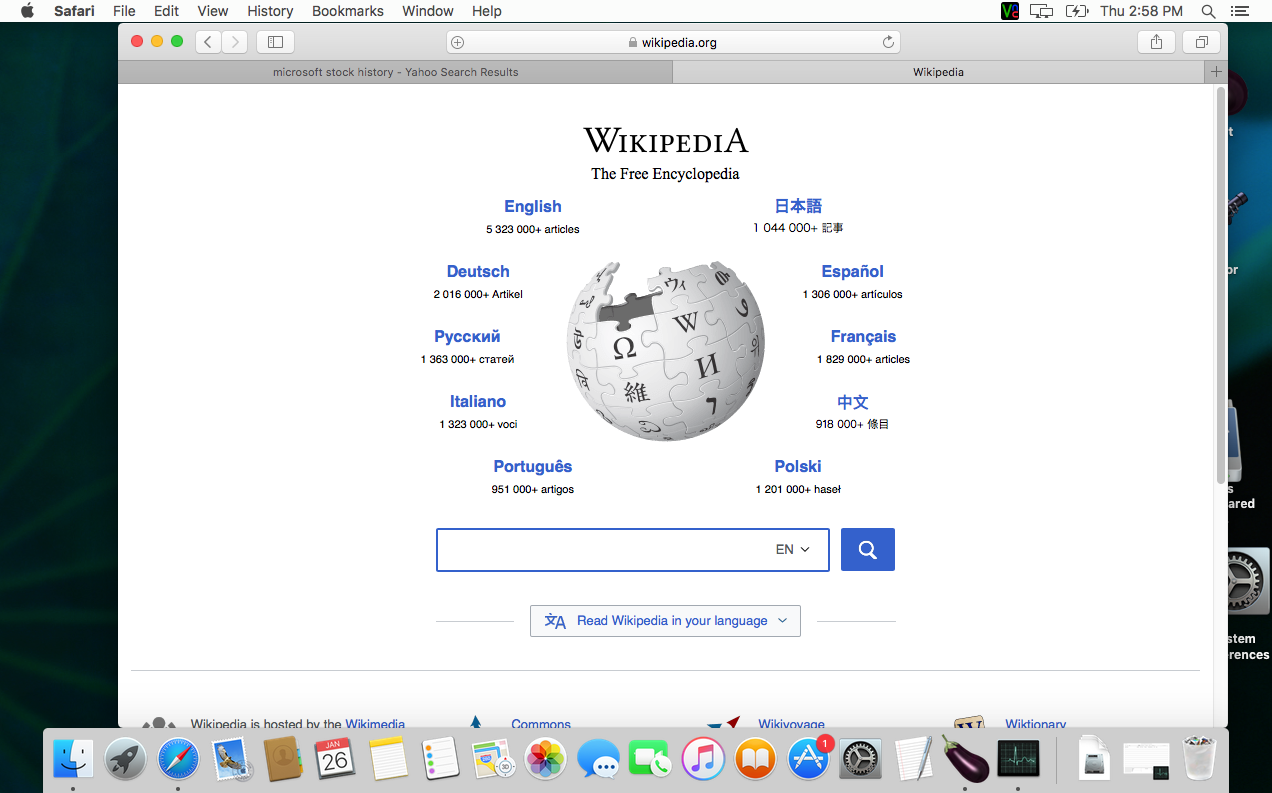 Safari File Edit View History Bookmarks Window Help Thu 2:58 PM
wikipedia.org
microsoft stock history - Yahoo Search Results
Wikipedia
WIKIPEDIA
The Free Encyclopedia
English
5 323 000+ articles
日本語
1 044 000+ 記事
Deutsch
2 016 000+ Artikel
Español
1 306 000+ artículos
Русский
1 363 000+ статей
Français
1 829 000+ articles
Italiano
1 323 000+ voci
中文
918 000+ 條目
Português
951 000+ artigos
Polski
1 201 000+ haseł
EN
Read Wikipedia in your language
Wikipedia is hosted by the Wikimedia
Commons
Wikivoyage
Wiktionary
JAN
26
1